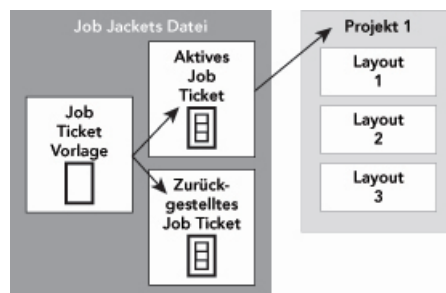 Job Jackets Datei
Job
Ticket
Vorlage
Aktives
Job
Ticket
Zurück-
gestelltes
Job Ticket
Projekt 1
Layout
1
Layout
2
Layout
3